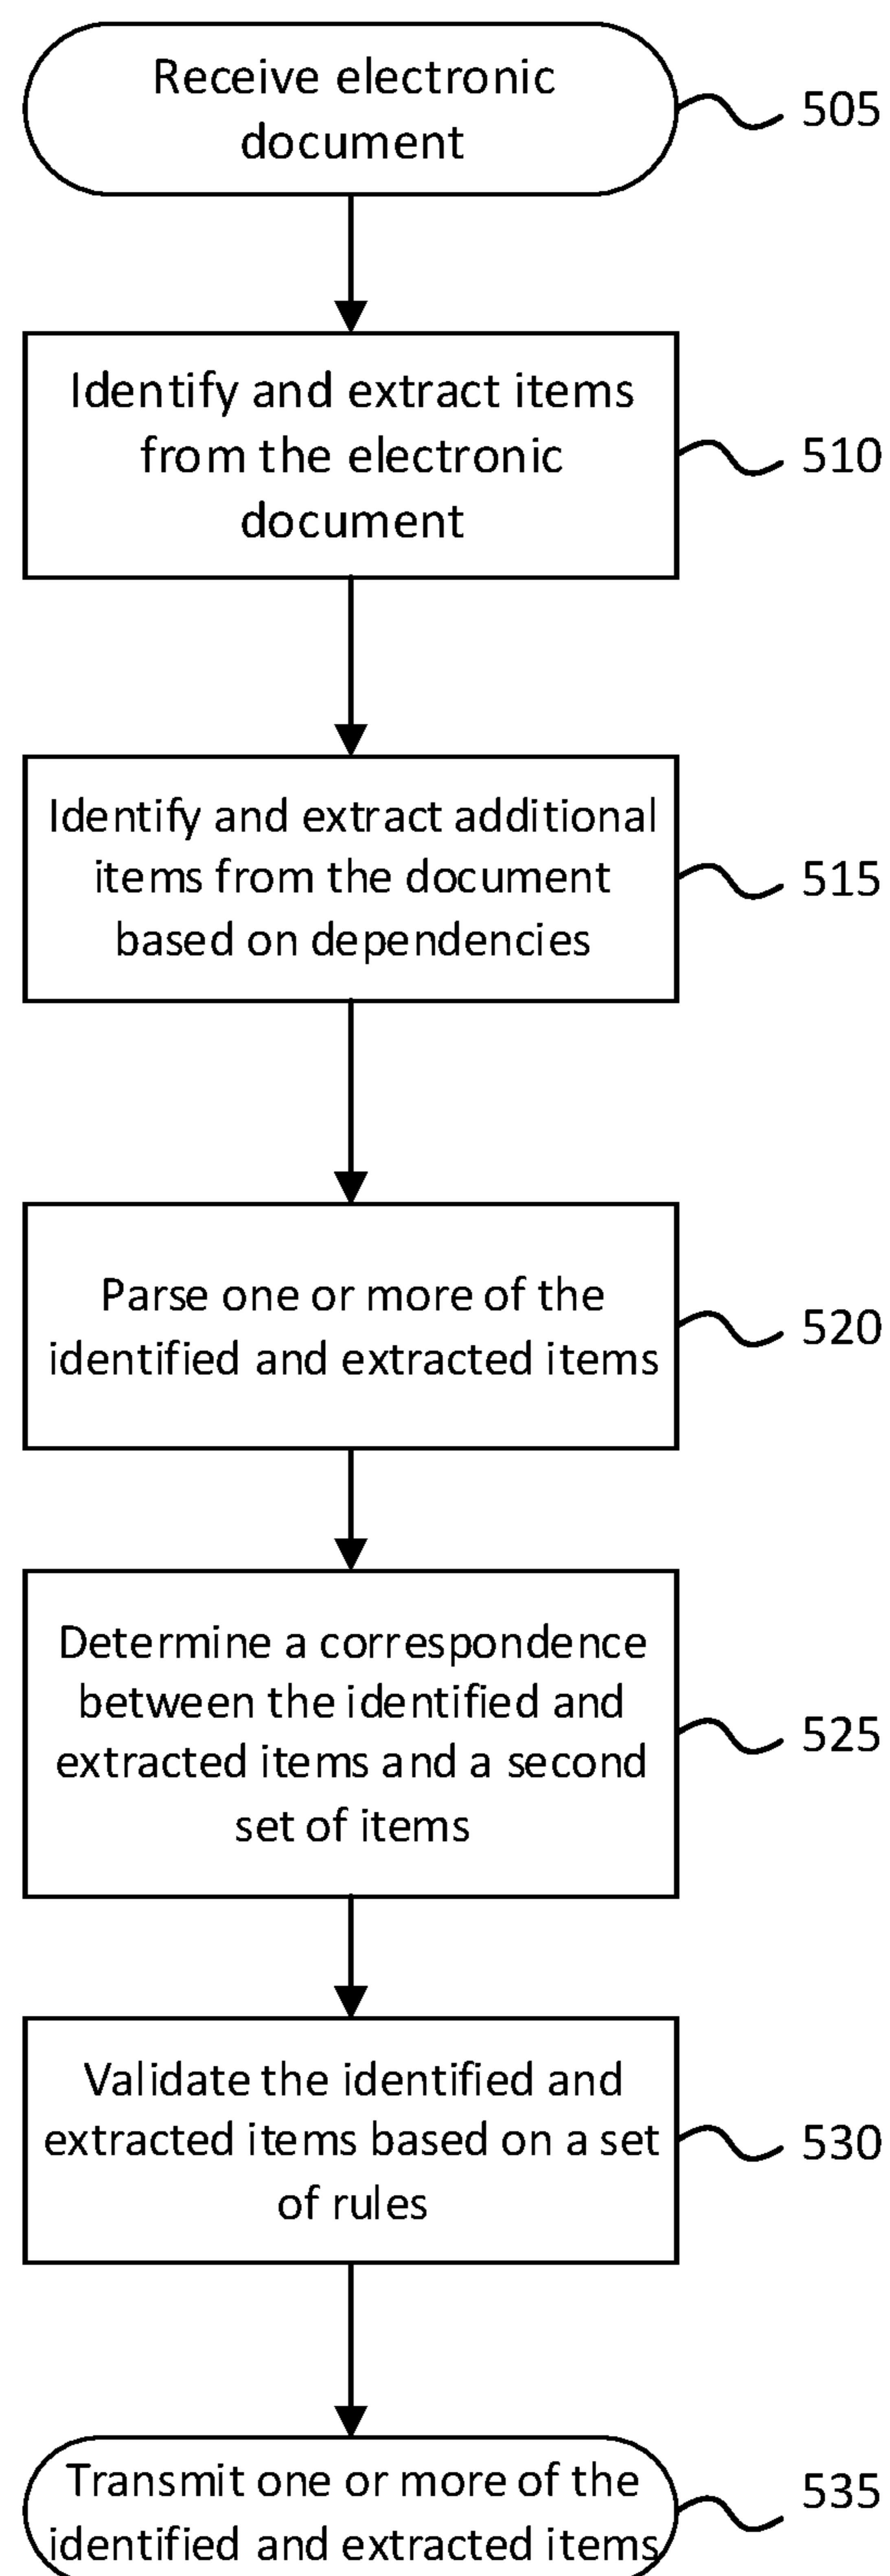 Receive electronic
document
505
Identify and extract items
from the electronic
document
510
Identify and extract additional
items from the document
based on dependencies
515
Parse one or more of the
identified and extracted items
520
Determine a correspondence
between the identified and
extracted items and a second
set of items
525
Validate the identified and
extracted items based on a set
of rules
530
Transmit one or more of the
identified and extracted items
535